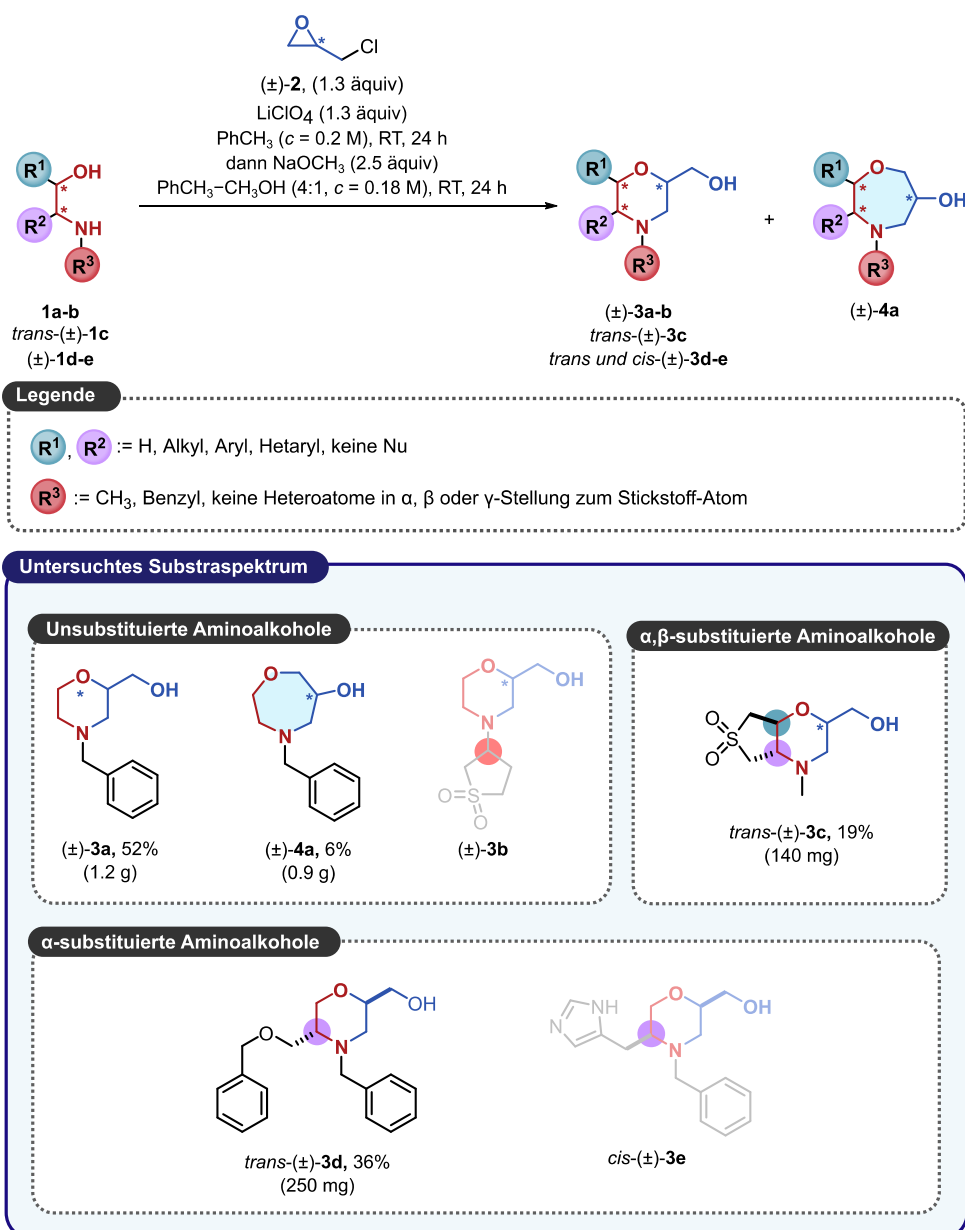 O
*
Cl
(±)-2, (1.3 äquiv)
LiClO4 (1.3 äquiv)
PhCH3 (c = 0.2 M), RT, 24 h
dann NaOCH3 (2.5 äquiv)
PhCH3−CH3OH (4:1, c = 0.18 M), RT, 24 h
R1
OH
*
*
R2
NH
R3
R1
O
*
*
*
OH
R2
N
R3
+
R1
O
*
*
*
OH
R2
N
R3
1a-b
trans-(±)-1c
(±)-1d-e
(±)-3a-b
trans-(±)-3c
trans und cis-(±)-3d-e
(±)-4a
Legende
R1, R2 := H, Alkyl, Aryl, Hetaryl, keine Nu
R3 := CH3, Benzyl, keine Heteroatome in α, β oder γ-Stellung zum Stickstoff-Atom
Untersuchtes Substraspektrum
Unsubstituierte Aminoalkohole
O
*
OH
N
(±)-3a, 52%
(1.2 g)
O
*
OH
N
(±)-4a, 6%
(0.9 g)
O
*
OH
N
O
S
O
(±)-3b
α,β-substituierte Aminoalkohole
O
S
O
O
*
OH
N
trans-(±)-3c, 19%
(140 mg)
α-substituierte Aminoalkohole
O
OH
O
N
trans-(±)-3d, 36%
(250 mg)
NH
N
O
OH
N
cis-(±)-3e